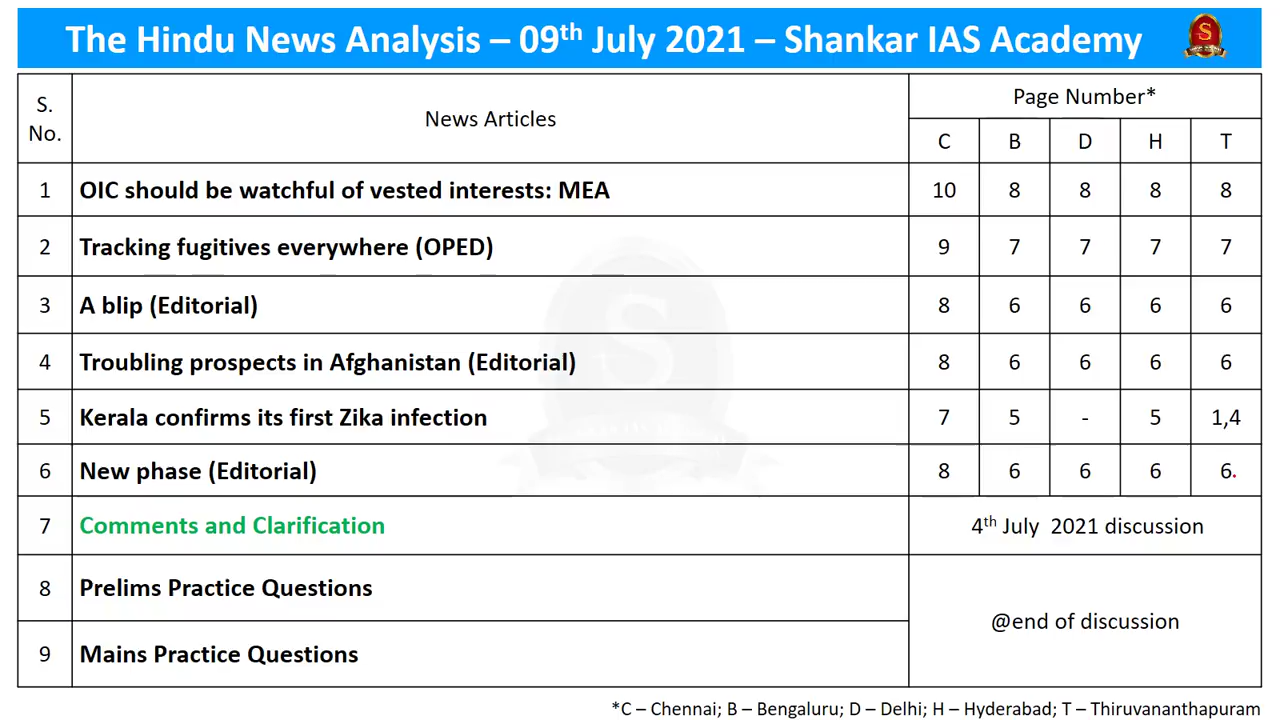 The Hindu News Analysis – 09th July 2021 – Shankar IAS Academy
S. No. News Articles Page Number*
C B D H T
1 OIC should be watchful of vested interests: MEA 10 8 8 8 8
2 Tracking fugitives everywhere (OPED) 9 7 7 7 7
3 A blip (Editorial) 8 6 6 6 6
4 Troubling prospects in Afghanistan (Editorial) 8 6 6 6 6
5 Kerala confirms its first Zika infection 7 5 - 5 1,4
6 New phase (Editorial) 8 6 6 6 6
7 Comments and Clarification 4th July 2021 discussion
8 Prelims Practice Questions
@end of discussion
9 Mains Practice Questions
*C – Chennai; B – Bengaluru; D – Delhi; H – Hyderabad; T – Thiruvananthapuram